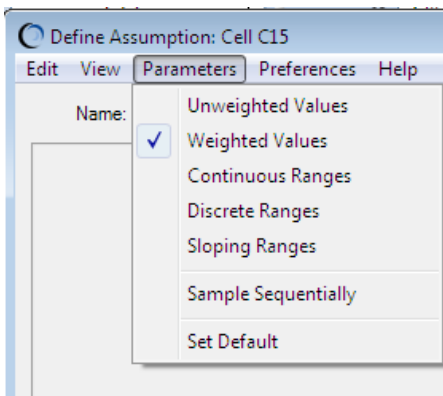 Define Assumption: Cell C15
Edit View Parameters Preferences Help
Name:
Unweighted Values
Weighted Values
Continuous Ranges
Discrete Ranges
Sloping Ranges
Sample Sequentially
Set Default